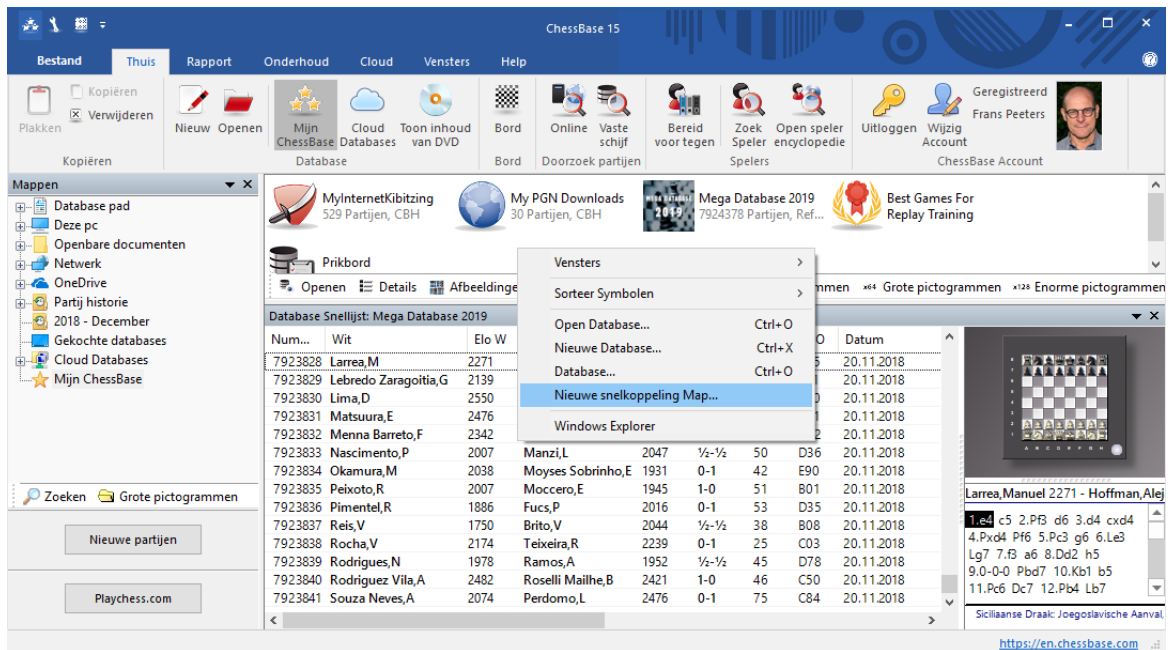 ChessBase 15
Bestand Thuis Rapport Onderhoud Cloud Vensters Help
Plakken
Kopiëren
Verwijderen
Kopiëren
Nieuw Openen
Mijn ChessBase
Cloud Databases
Toon inhoud van DVD
Database
Bord
Bord
Online
Vaste schijf
Doorzoek partijen
Bereid voor tegen
Zoek Speler
Open speler encyclopedie
Spelers
Uitloggen
Wijzig Account
Geregistreerd
Frans Peeters
ChessBase Account
Mappen
Database pad
Deze pc
Openbare documenten
Netwerk
OneDrive
Partij historie
2018 - December
Gekochte databases
Cloud Databases
Mijn ChessBase
Zoeken Grote pictogrammen
Nieuwe partijen
Playchess.com
MyInternetKibitzing
529 Partijen, CBH
My PGN Downloads
30 Partijen, CBH
MEGA DATABASE
2019
Mega Database 2019
7924378 Partijen, Ref...
Best Games For
Replay Training
Prikbord
Openen Details Afbeeldinge
mmen x64 Grote pictogrammen x128 Enorme pictogrammen
Vensters
Sorteer Symbolen
Open Database... Ctrl+O
Nieuwe Database... Ctrl+X
Database... Ctrl+O
Nieuwe snelkoppeling Map...
Windows Explorer
Database Snellijst: Mega Database 2019
Num... Wit Elo W O Datum
7923828 Larrea,M 2271 5 20.11.2018
7923829 Lebredo Zaragoitia,G 2139 1 20.11.2018
7923830 Lima,D 2550 0 20.11.2018
7923831 Matsuura,E 2476 1 20.11.2018
7923832 Menna Barreto,F 2342 2 20.11.2018
7923833 Nascimento,P 2007 Manzi,L 2047 ½-½ 50 D36 20.11.2018
7923834 Okamura,M 2038 Moyses Sobrinho,E 1931 0-1 42 E90 20.11.2018
7923835 Peixoto,R 2007 Moccero,E 1945 1-0 51 B01 20.11.2018
7923836 Pimentel,R 1886 Fucs,P 2016 0-1 53 D35 20.11.2018
7923837 Reis,V 1750 Brito,V 2044 ½-½ 38 B08 20.11.2018
7923838 Rocha,V 2174 Teixeira,R 2239 0-1 25 C03 20.11.2018
7923839 Rodrigues,N 1978 Ramos,A 1952 ½-½ 45 D78 20.11.2018
7923840 Rodriguez Vila,A 2482 Roselli Mailhe,B 2421 1-0 46 C50 20.11.2018
7923841 Souza Neves,A 2074 Perdomo,L 2476 0-1 75 C84 20.11.2018
Larrea,Manuel 2271 - Hoffman,Alej
1.e4 c5 2.Pf3 d6 3.d4 cxd4
4.Pxd4 Pf6 5.Pc3 g6 6.Le3
Lg7 7.f3 a6 8.Dd2 h5
9.0-0-0 Pbd7 10.Kb1 b5
11.Pc6 Dc7 12.Pb4 Lb7
Siciliaanse Draak: Joegoslavische Aanval,
https://en.chessbase.com